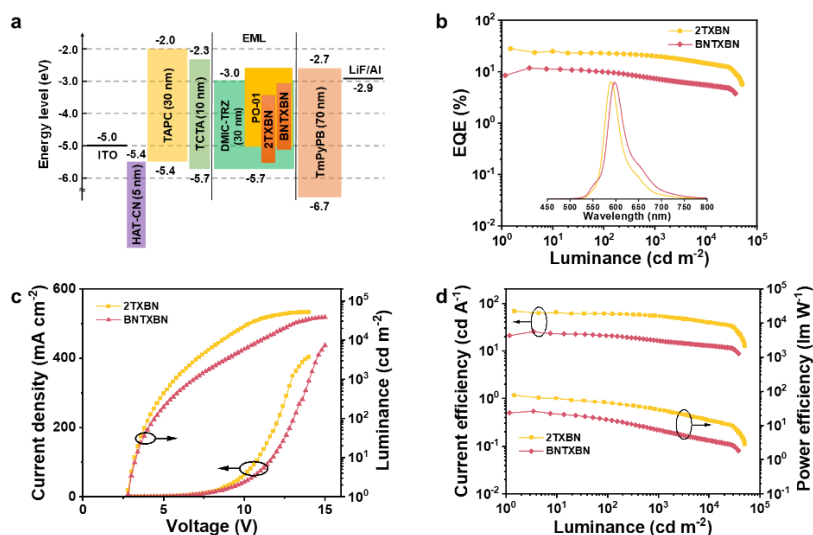 a
EML
Energy level (eV)
-2.0
-3.0
-4.0
-5.0
-6.0
≈
-5.0
ITO
-5.4
HAT-CN (5 nm)
-2.0
TAPC (30 nm)
-5.4
-2.3
TCTA (10 nm)
-5.7
-3.0
DMIC-TRZ
(30 nm)
PO-01
2TXBN
BNTXBN
-5.7
-2.7
TmPyPB (70 nm)
-6.7
LiF/Al
-2.9
b
2TXBN
BNTXBN
EQE (%)
10²
10¹
10⁰
10⁻¹
10⁻²
450 500 550 600 650 700 750 800
Wavelength (nm)
10⁰ 10¹ 10² 10³ 10⁴ 10⁵
Luminance (cd m⁻²)
c
2TXBN
BNTXBN
Current density (mA cm⁻²)
600
400
200
0
Luminance (cd m⁻²)
10⁵
10⁴
10³
10²
10¹
10⁰
0 5 10 15
Voltage (V)
d
2TXBN
BNTXBN
Current efficiency (cd A⁻¹)
10²
10¹
10⁰
10⁻¹
10⁻²
Power efficiency (lm W⁻¹)
10⁴
10³
10²
10¹
10⁰
10⁻¹
10⁰ 10¹ 10² 10³ 10⁴ 10⁵
Luminance (cd m⁻²)